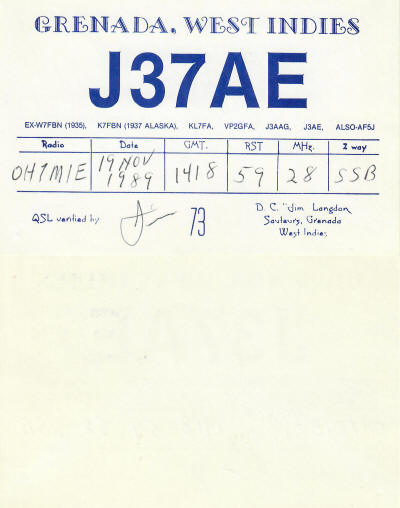 GRENADA, WEST INDIES
J37AE
EX-W7FBN (1935), K7FBN (1937 ALASKA), KL7FA, VP2GFA, J3AAG, J3AE, ALSO-AF5J
Radio Date GMT. RST MHz. 2 way
OH7MIE 19 NOV 1989 1418 59 28 SSB
QSL verified by 73
D. C. "Jim Langdon
Sauteurs, Grenada
West Indies